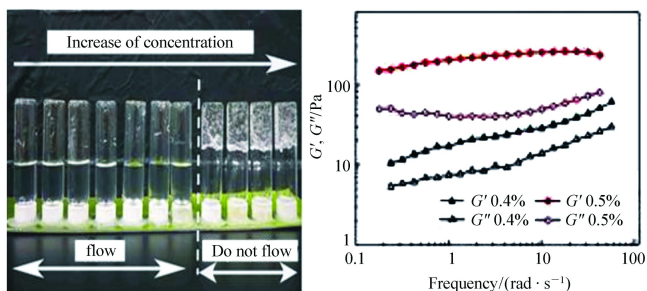 Increase of concentration
flow
Do not flow
G′, G″/Pa
100
10
1
G′ 0.4%
G′ 0.5%
G″ 0.4%
G″ 0.5%
0.1
1
10
100
Frequency/(rad · s⁻¹)